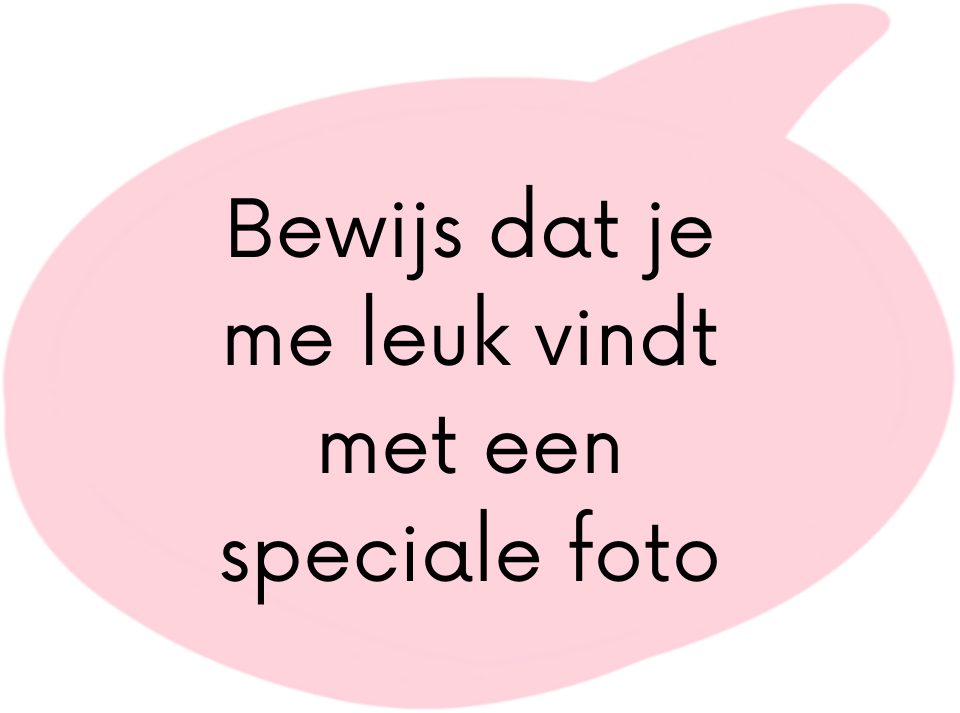 Bewijs dat je
me leuk vindt
met een
speciale foto